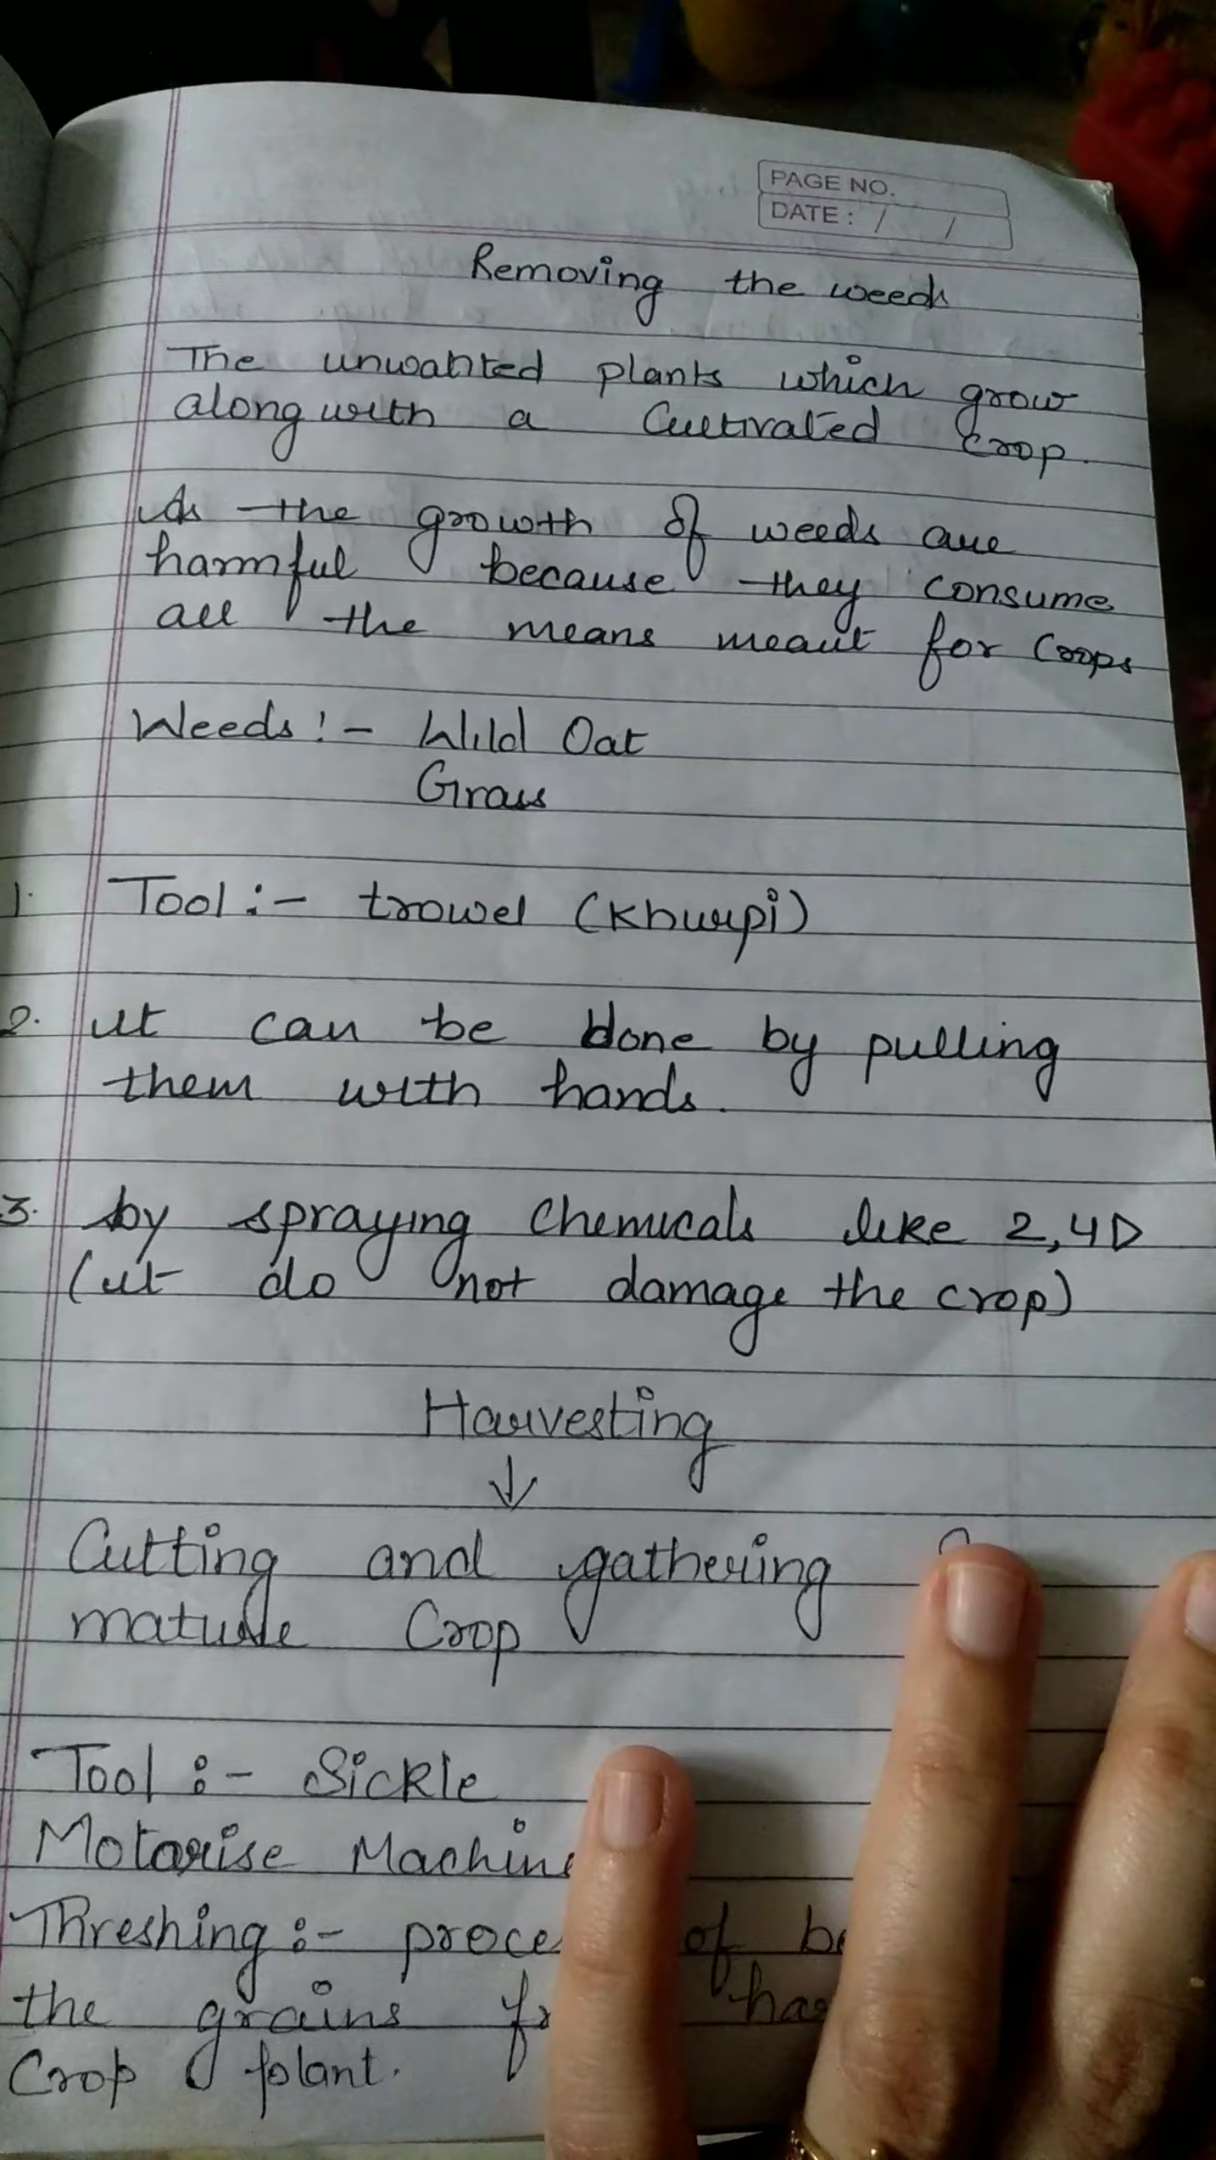 PAGE NO.
DATE : / /
Removing the weeds
The unwanted plants which grow
along with a Cultivated crop.
As the growth of weeds are
harmful because they consume
all the means meant for Crops
Weeds :- Wild Oat
Grass
1. Tool :- trowel (Khurpi)
2. It can be done by pulling
them with hands.
3. by spraying chemicals like 2,4D
(it do not damage the crop)
Harvesting
↓
Cutting and gathering
mature Crop
Tool :- Sickle
Motorise
Threshing :- of
the grains
Crop plant.